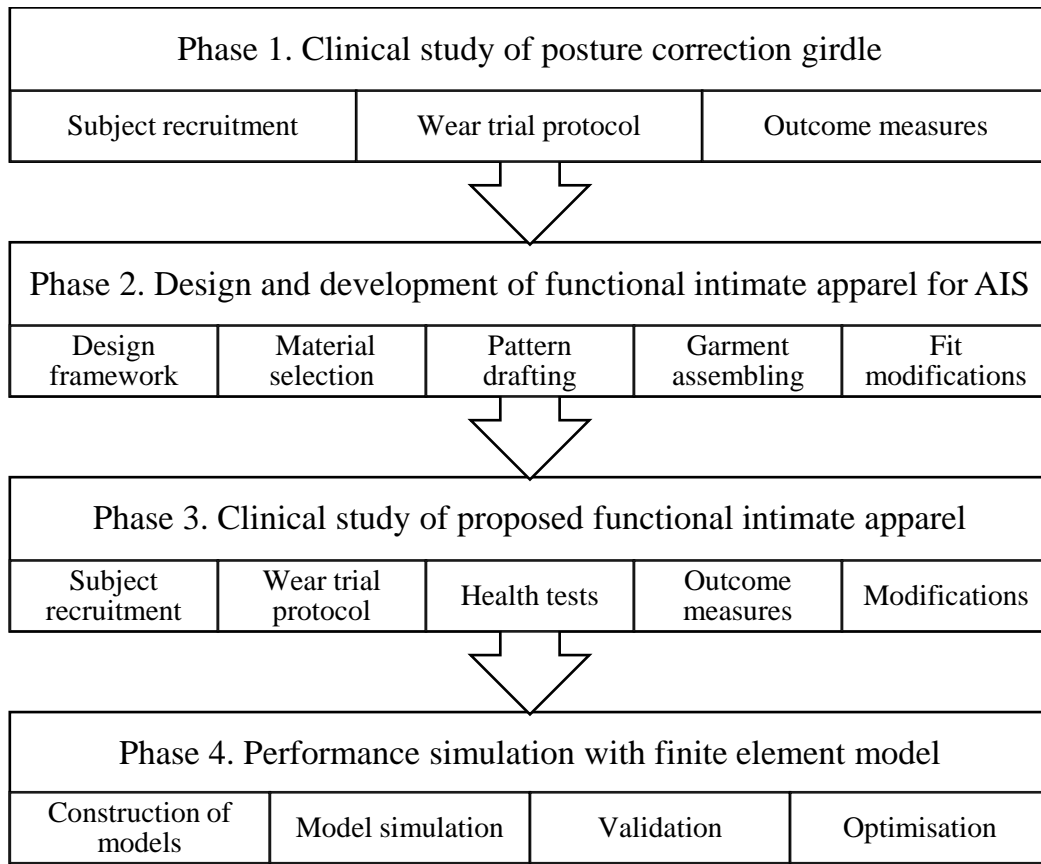 Phase 1. Clinical study of posture correction girdle
Subject recruitment
Wear trial protocol
Outcome measures
Phase 2. Design and development of functional intimate apparel for AIS
Design
framework
Material
selection
Pattern
drafting
Garment
assembling
Fit
modifications
Phase 3. Clinical study of proposed functional intimate apparel
Subject
recruitment
Wear trial
protocol
Health tests
Outcome
measures
Modifications
Phase 4. Performance simulation with finite element model
Construction of
models
Model simulation
Validation
Optimisation